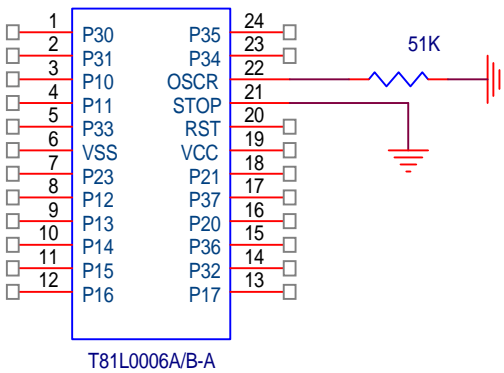 1 P30 P35 24
2 P31 P34 23
3 P10 OSCR 22 51K
4 P11 STOP 21
5 P33 RST 20
6 VSS VCC 19
7 P23 P21 18
8 P12 P37 17
9 P13 P20 16
10 P14 P36 15
11 P15 P32 14
12 P16 P17 13
T81L0006A/B-A